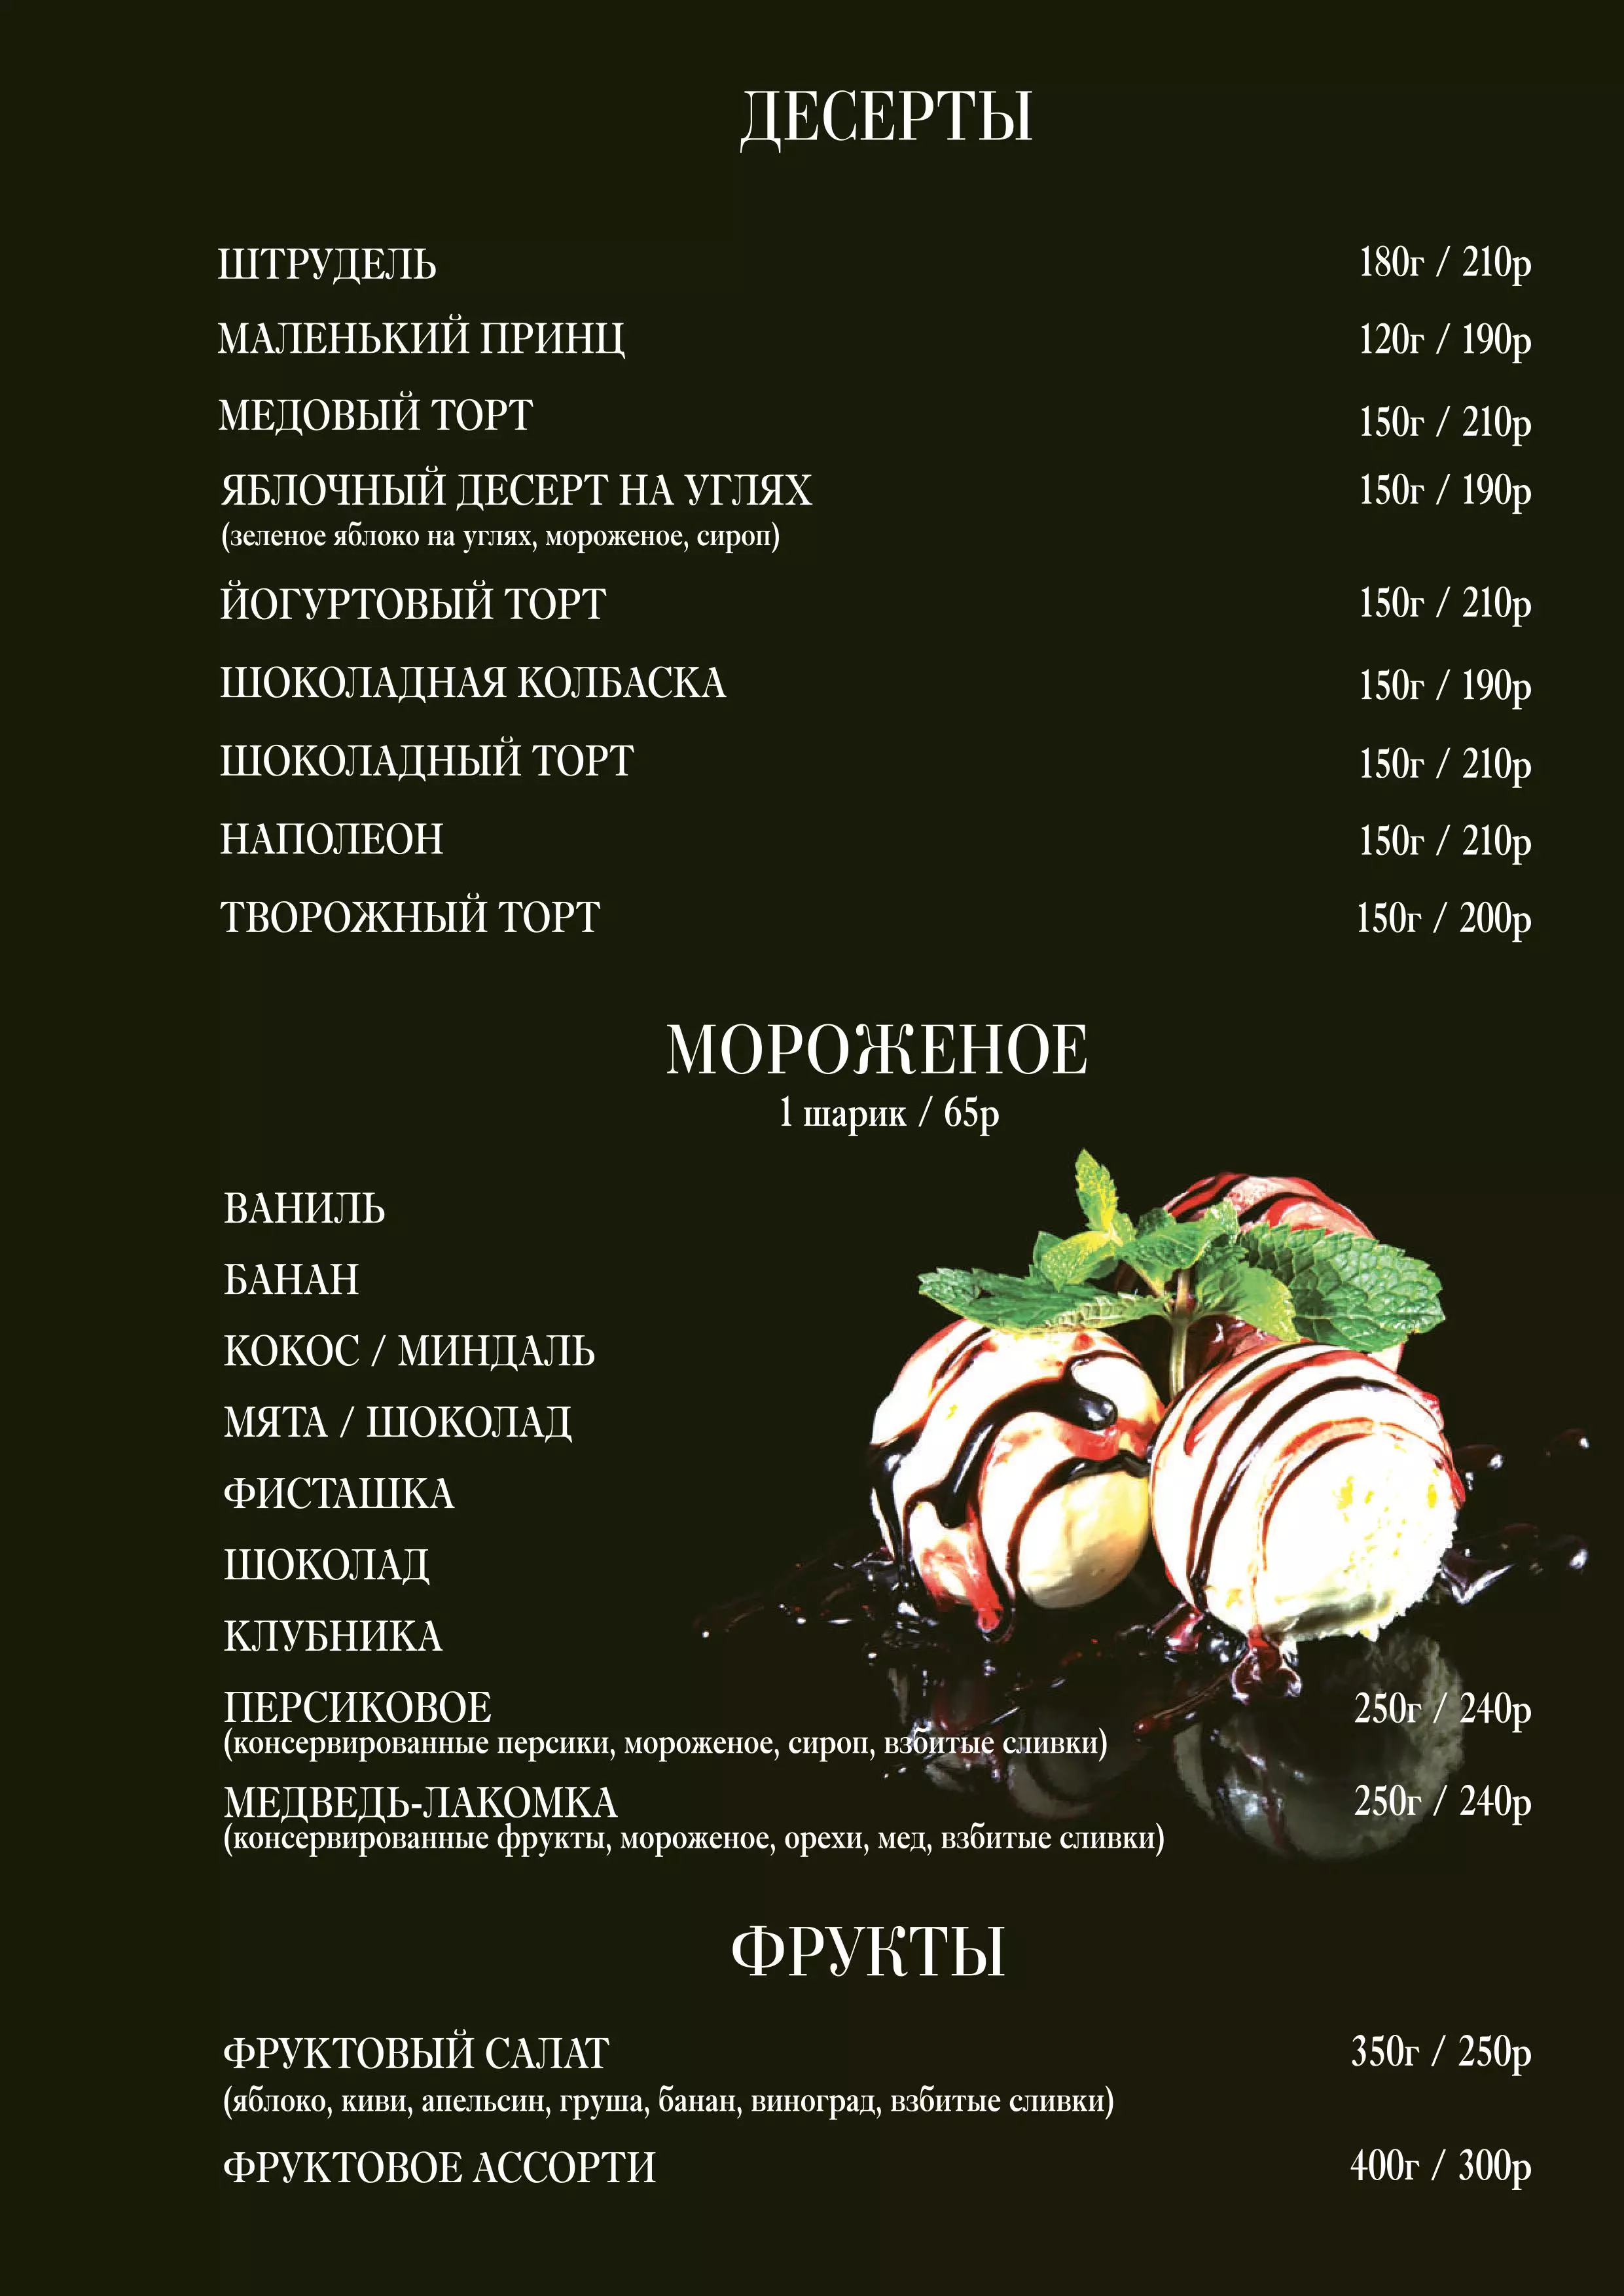 ДЕСЕРТЫ
ШТРУДЕЛЬ 180г / 210р
МАЛЕНЬКИЙ ПРИНЦ 120г / 190р
МЕДОВЫЙ ТОРТ 150г / 210р
ЯБЛОЧНЫЙ ДЕСЕРТ НА УГЛЯХ 150г / 190р
(зеленое яблоко на углях, мороженое, сироп)
ЙОГУРТОВЫЙ ТОРТ 150г / 210р
ШОКОЛАДНАЯ КОЛБАСКА 150г / 190р
ШОКОЛАДНЫЙ ТОРТ 150г / 210р
НАПОЛЕОН 150г / 210р
ТВОРОЖНЫЙ ТОРТ 150г / 200р
МОРОЖЕНОЕ
1 шарик / 65р
ВАНИЛЬ
БАНАН
КОКОС / МИНДАЛЬ
МЯТА / ШОКОЛАД
ФИСТАШКА
ШОКОЛАД
КЛУБНИКА
ПЕРСИКОВОЕ 250г / 240р
(консервированные персики, мороженое, сироп, взбитые сливки)
МЕДВЕДЬ-ЛАКОМКА 250г / 240р
(консервированные фрукты, мороженое, орехи, мед, взбитые сливки)
ФРУКТЫ
ФРУКТОВЫЙ САЛАТ 350г / 250р
(яблоко, киви, апельсин, груша, банан, виноград, взбитые сливки)
ФРУКТОВОЕ АССОРТИ 400г / 300р